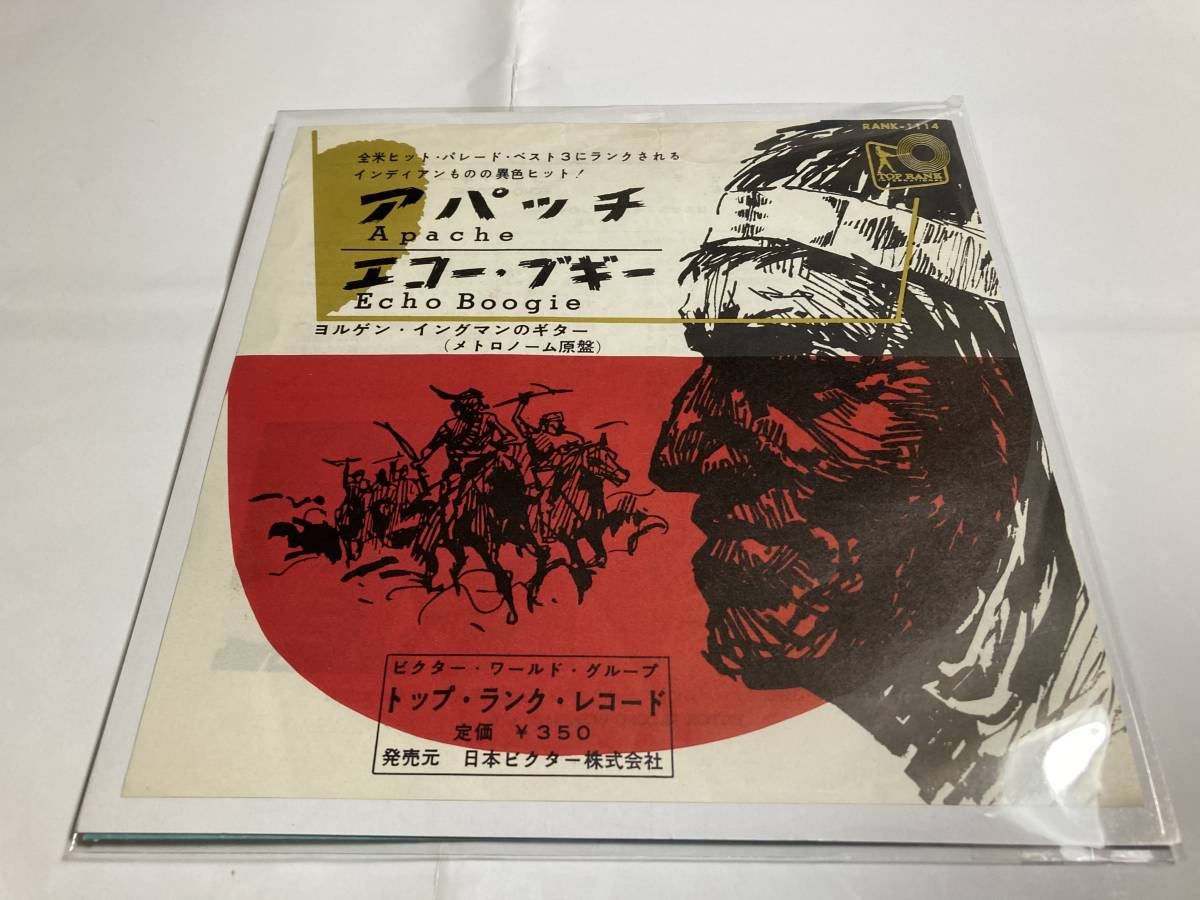 RANK-1114
TOP RANK
全米ヒット・パレード・ベスト3にランクされる
インディアンものの異色ヒット!
アパッチ
Apache
エコー・ブギー
Echo Boogie
ヨルゲン・イングマンのギター
(メトロノーム原盤)
ビクター・ワールド・グループ
トップ・ランク・レコード
定価 ¥350
発売元 日本ビクター株式会社